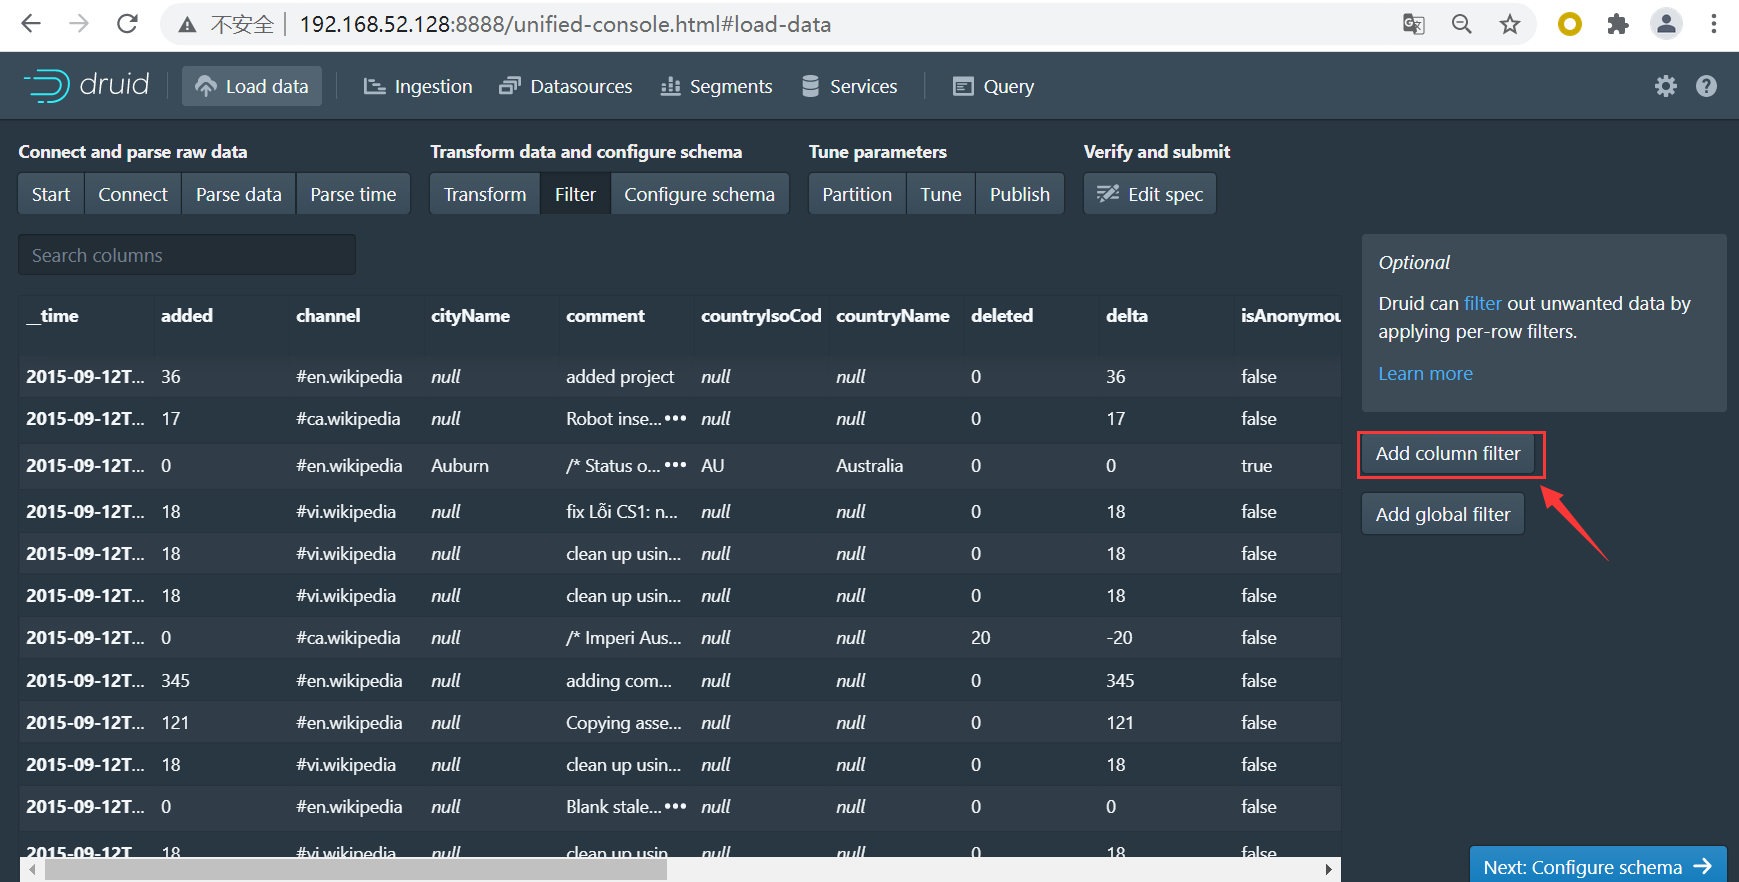 不安全 192.168.52.128:8888/unified-console.html#load-data
druid Load data Ingestion Datasources Segments Services Query
Connect and parse raw data Transform data and configure schema Tune parameters Verify and submit
Start Connect Parse data Parse time Transform Filter Configure schema Partition Tune Publish Edit spec
Search columns
Optional
Druid can filter out unwanted data by
applying per-row filters.
Learn more
Add column filter
Add global filter
__time added channel cityName comment countryIsoCod countryName deleted delta isAnonymou
2015-09-12T... 36 #en.wikipedia null added project null null 0 36 false
2015-09-12T... 17 #ca.wikipedia null Robot inse...••• null null 0 17 false
2015-09-12T... 0 #en.wikipedia Auburn /* Status o...••• AU Australia 0 0 true
2015-09-12T... 18 #vi.wikipedia null fix Lỗi CS1: n... null null 0 18 false
2015-09-12T... 18 #vi.wikipedia null clean up usin... null null 0 18 false
2015-09-12T... 18 #vi.wikipedia null clean up usin... null null 0 18 false
2015-09-12T... 0 #ca.wikipedia null /* Imperi Aus... null null 20 -20 false
2015-09-12T... 345 #en.wikipedia null adding com... null null 0 345 false
2015-09-12T... 121 #en.wikipedia null Copying asse... null null 0 121 false
2015-09-12T... 18 #vi.wikipedia null clean up usin... null null 0 18 false
2015-09-12T... 0 #en.wikipedia null Blank stale...••• null null 0 0 false
2015-09-12T 18 #vi.wikipedia null clean up usin null null 0 18 false
Next: Configure schema